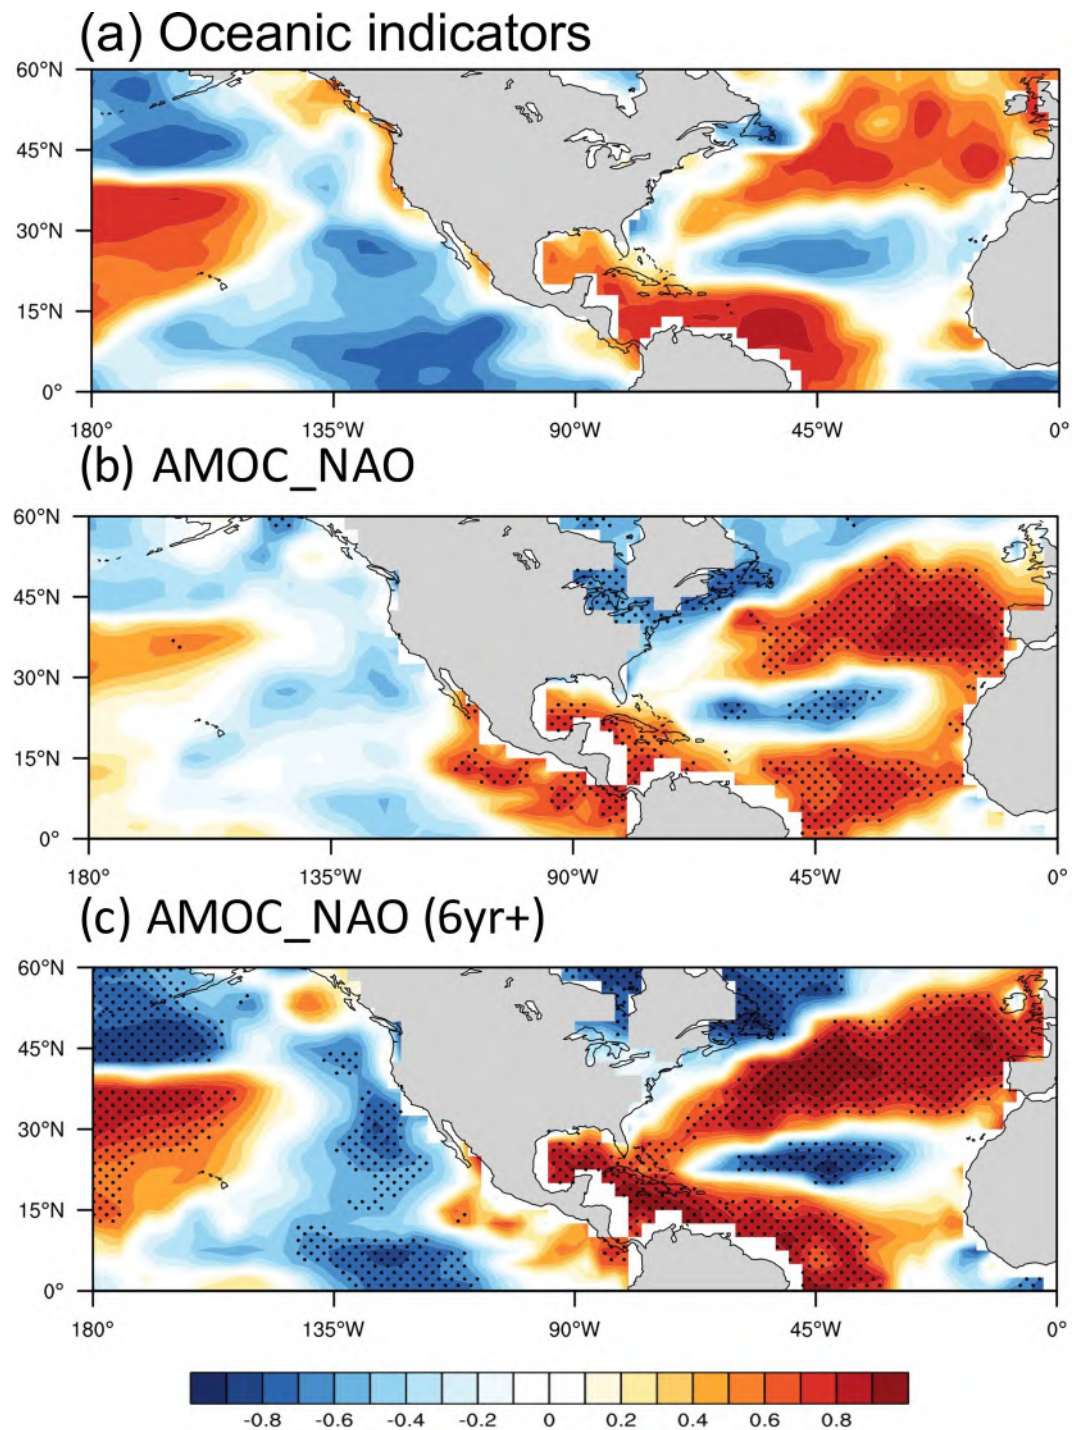 (a) Oceanic indicators
60°N
45°N
30°N
15°N
0°
180° 135°W 90°W 45°W 0°
(b) AMOC_NAO
60°N
45°N
30°N
15°N
0°
180° 135°W 90°W 45°W 0°
(c) AMOC_NAO (6yr+)
60°N
45°N
30°N
15°N
0°
180° 135°W 90°W 45°W 0°
-0.8 -0.6 -0.4 -0.2 0 0.2 0.4 0.6 0.8